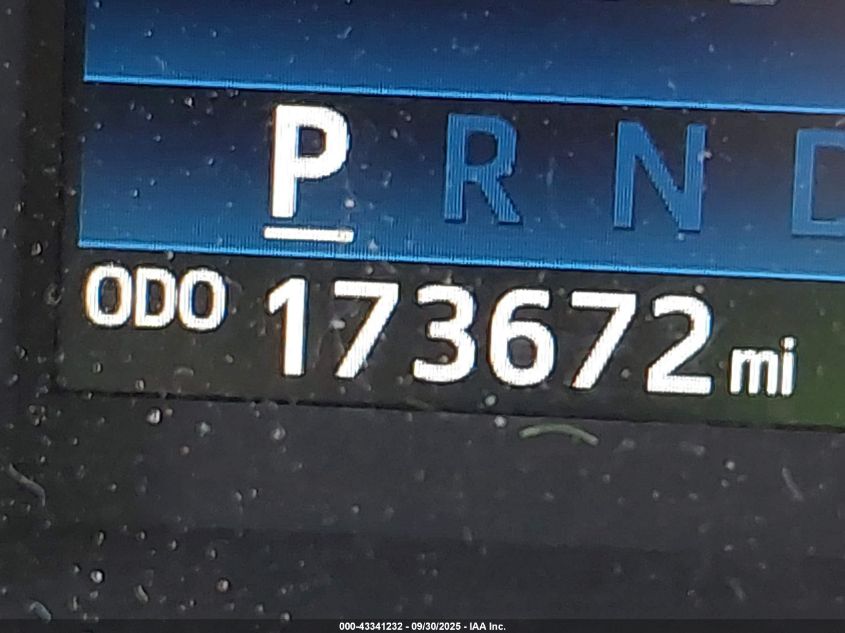 P R N D
ODO 173672 mi
000-43341232 - 09/30/2025 - IAA Inc.